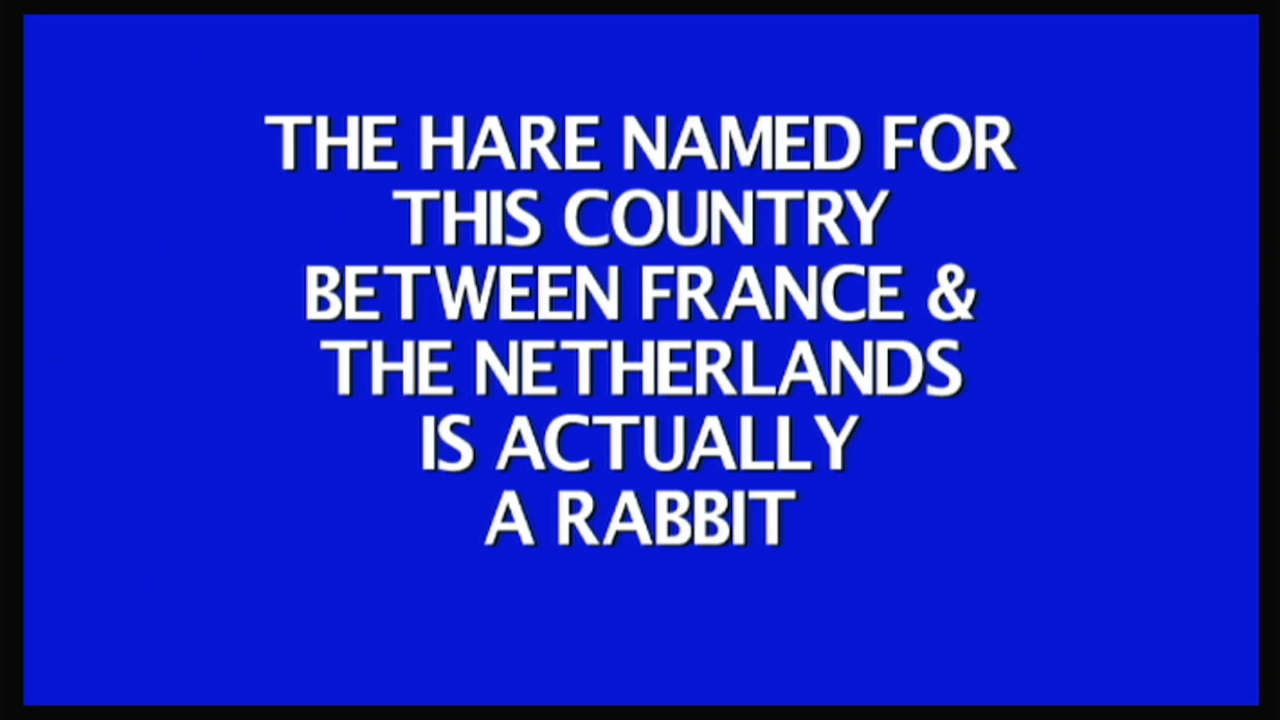 THE HARE NAMED FOR
THIS COUNTRY
BETWEEN FRANCE &
THE NETHERLANDS
IS ACTUALLY
A RABBIT